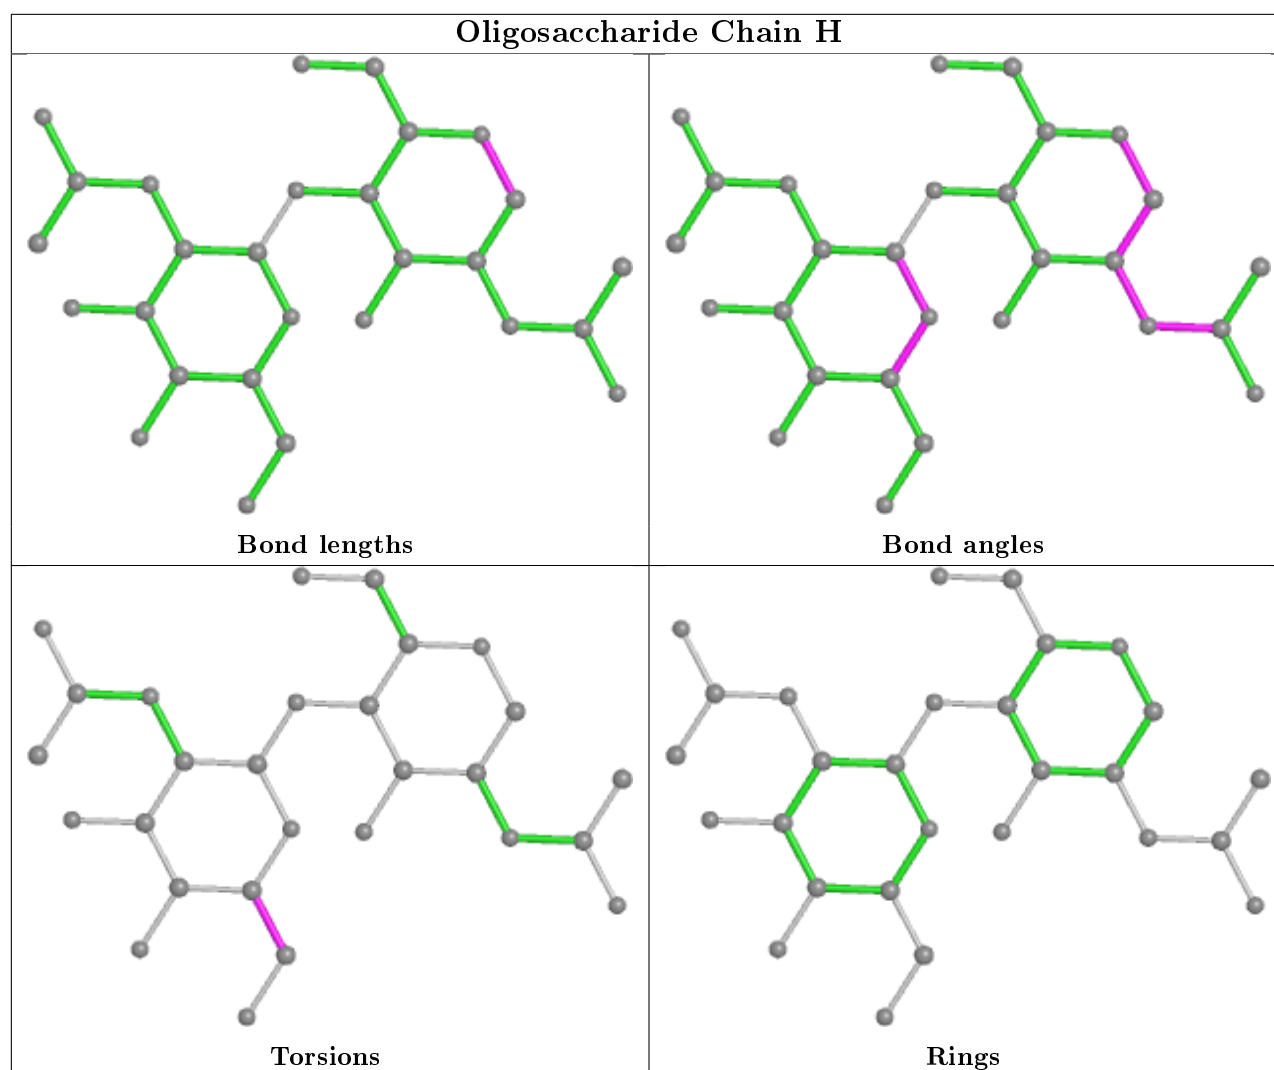 Oligosaccharide Chain H
Bond lengths
Bond angles
Torsions
Rings